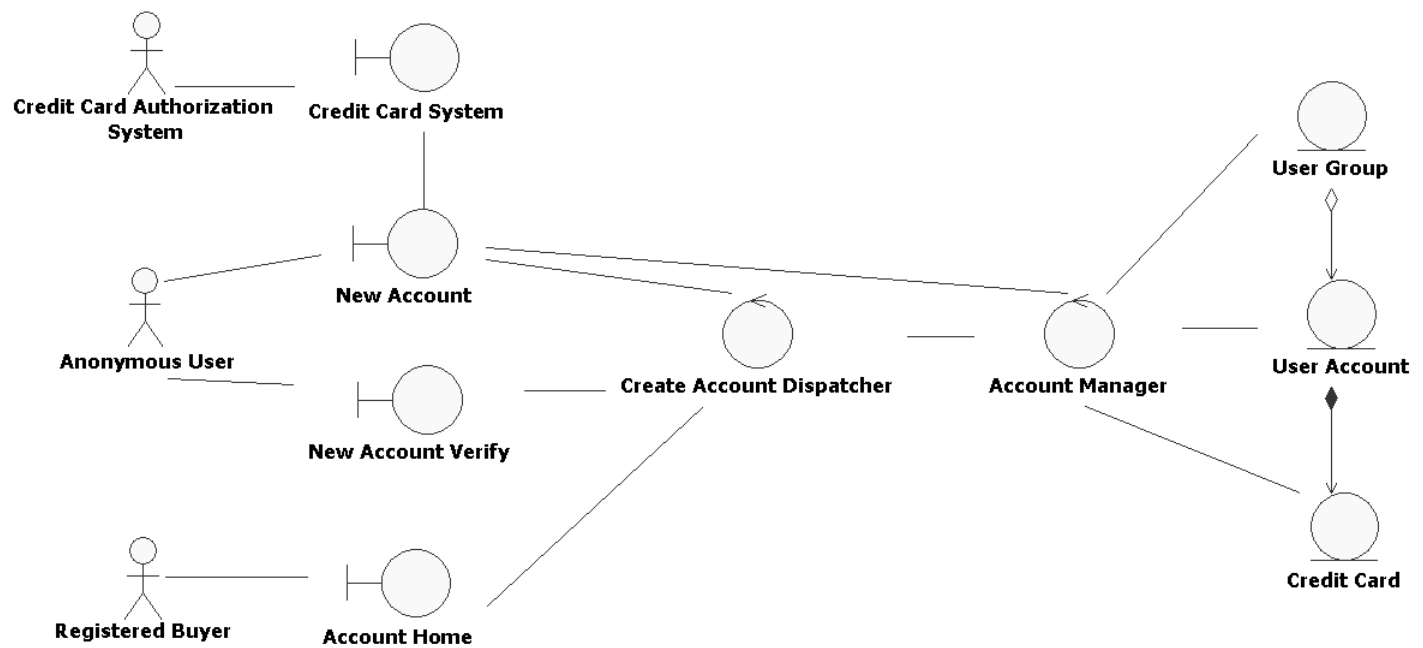 Credit Card Authorization
System
Credit Card System
User Group
New Account
Anonymous User
Create Account Dispatcher
Account Manager
User Account
New Account Verify
Registered Buyer
Account Home
Credit Card